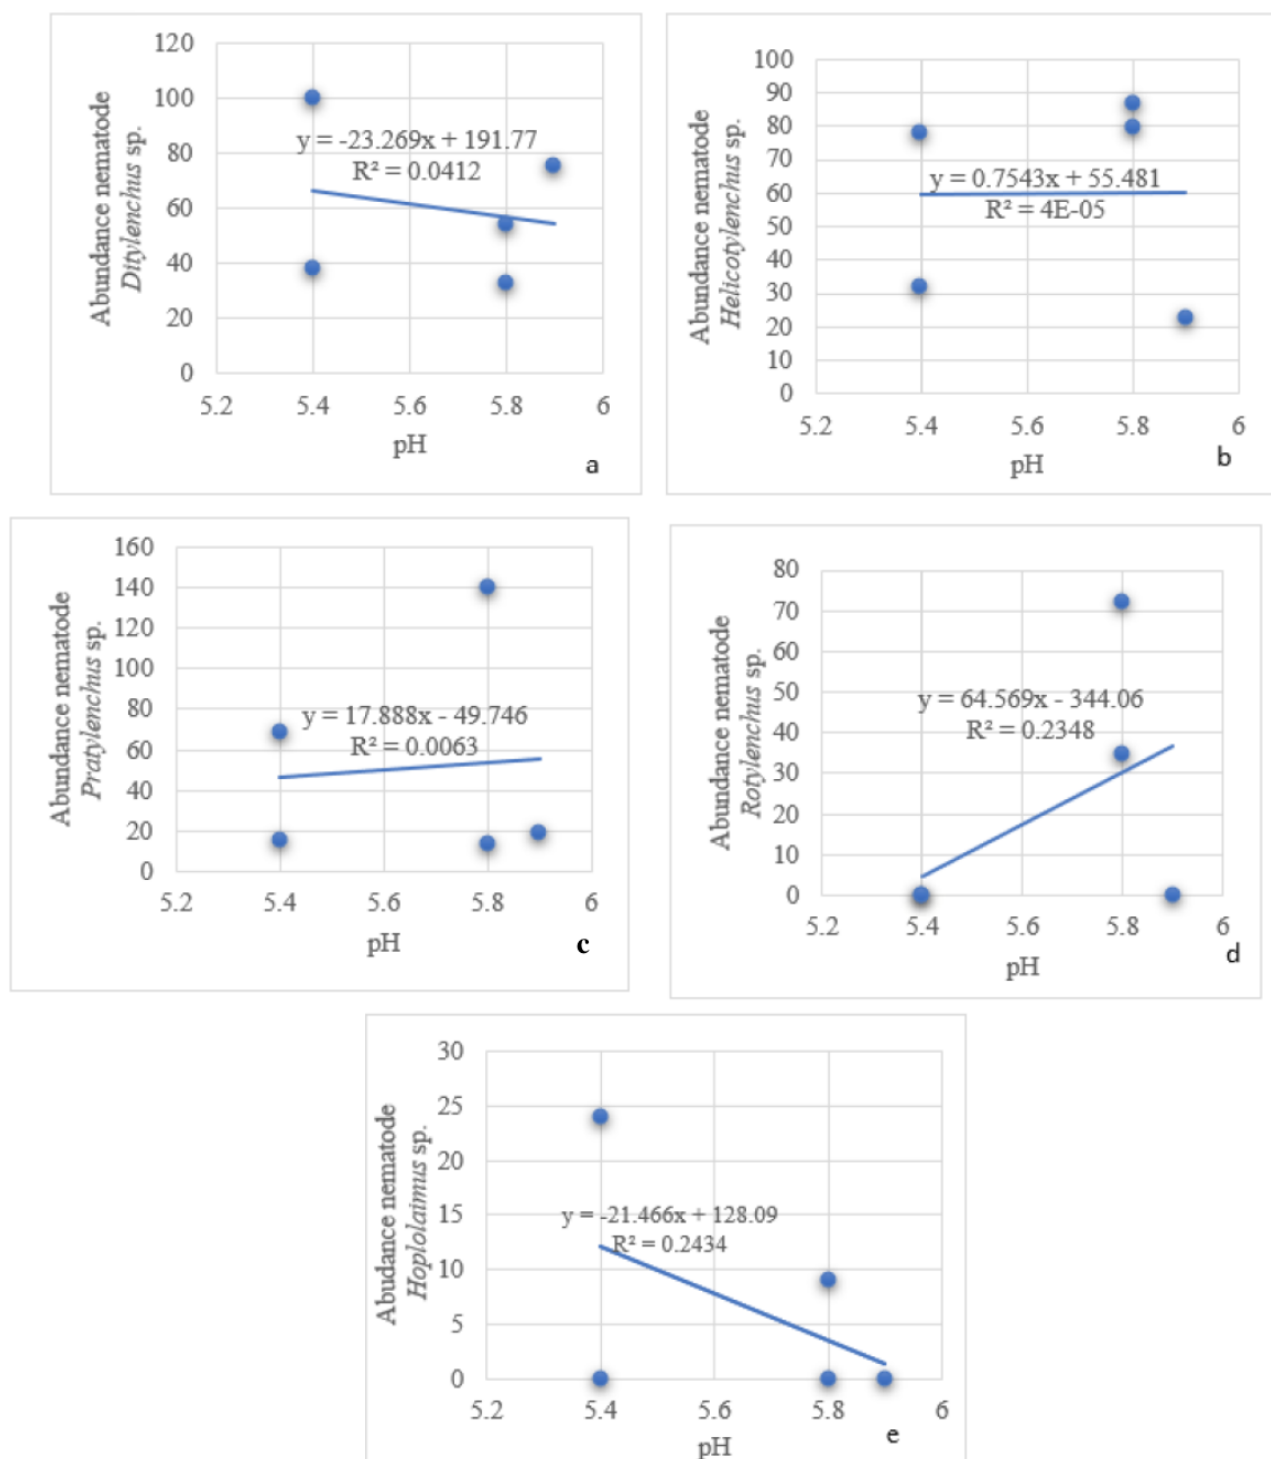 120
100
80
60
40
20
0
5.2 5.4 5.6 5.8 6
Abundance nematode
Ditylenchus sp.
y = -23.269x + 191.77
R² = 0.0412
pH
a
100
90
80
70
60
50
40
30
20
10
0
5.2 5.4 5.6 5.8 6
Abundance nematode
Helicotylenchus sp.
y = 0.7543x + 55.481
R² = 4E-05
pH
b
160
140
120
100
80
60
40
20
0
5.2 5.4 5.6 5.8 6
Abundance nematode
Pratylenchus sp.
y = 17.888x - 49.746
R² = 0.0063
pH
c
80
70
60
50
40
30
20
10
0
5.2 5.4 5.6 5.8 6
Abundance nematode
Rotylenchus sp.
y = 64.569x - 344.06
R² = 0.2348
pH
d
30
25
20
15
10
5
0
5.2 5.4 5.6 5.8 6
Abudance nematode
Hoplolaimus sp.
y = -21.466x + 128.09
R² = 0.2434
pH
e